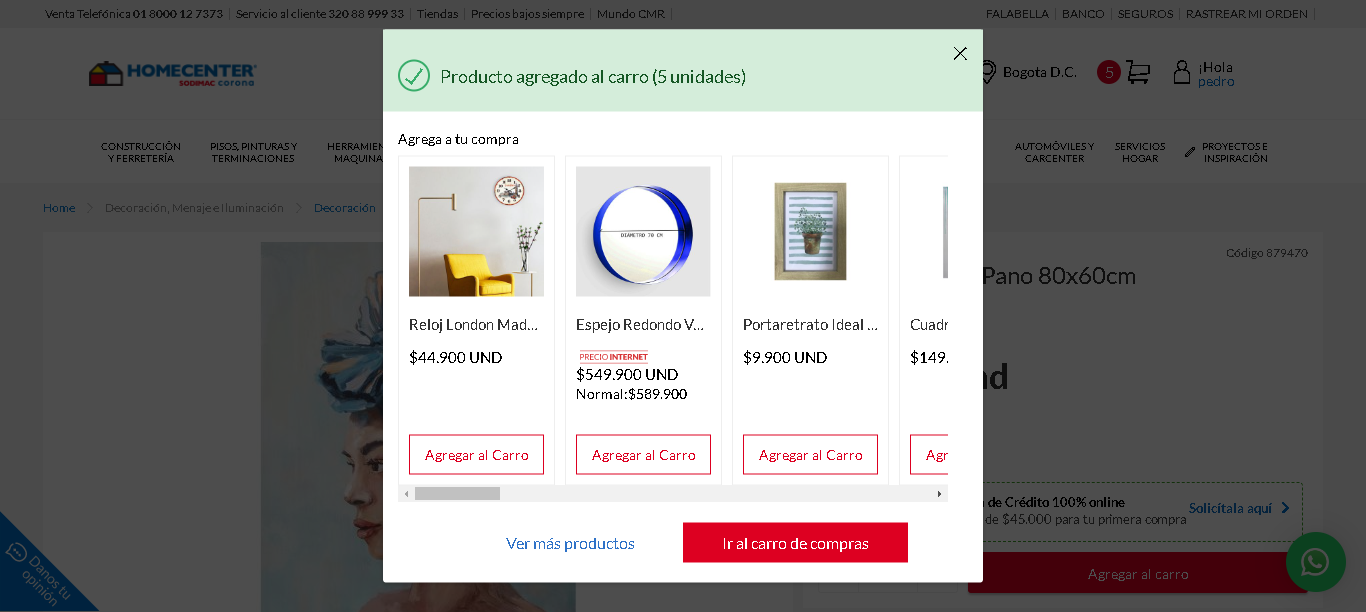 Venta Telefónica 01 8000 12 7373 Servicio al cliente 320 88 999 33 Tiendas Precios bajos siempre Mundo CMR FALABELLA BANCO SEGUROS RASTREAR MI ORDEN
Producto agregado al carro (5 unidades)
HOMECENTER
SODIMAC corona
Bogota D.C.
5
¡Hola
pedro
Agrega a tu compra
CONSTRUCCIÓN
Y FERRETERÍA
PISOS, PINTURAS Y
TERMINACIONES
HERRAMIEN
MAQUINA
AUTOMÓVILES Y
CARCENTER
SERVICIOS
HOGAR
PROYECTOS E
INSPIRACIÓN
Home Decoración, Menaje e Iluminación Decoración
Código 879470
Pano 80x60cm
DIAMETRO 70 CM
Reloj London Mad...
$44.900 UND
Agregar al Carro
Espejo Redondo V...
PRECIO INTERNET
$549.900 UND
Normal:$589.900
Agregar al Carro
Portaretrato Ideal ...
$9.900 UND
Agregar al Carro
Cuadr
$149.
Agr
nd
de Crédito 100% online
de $45.000 para tu primera compra
Solicítala aquí
Ver más productos
Ir al carro de compras
Agregar al carro
Danos tu
opinión